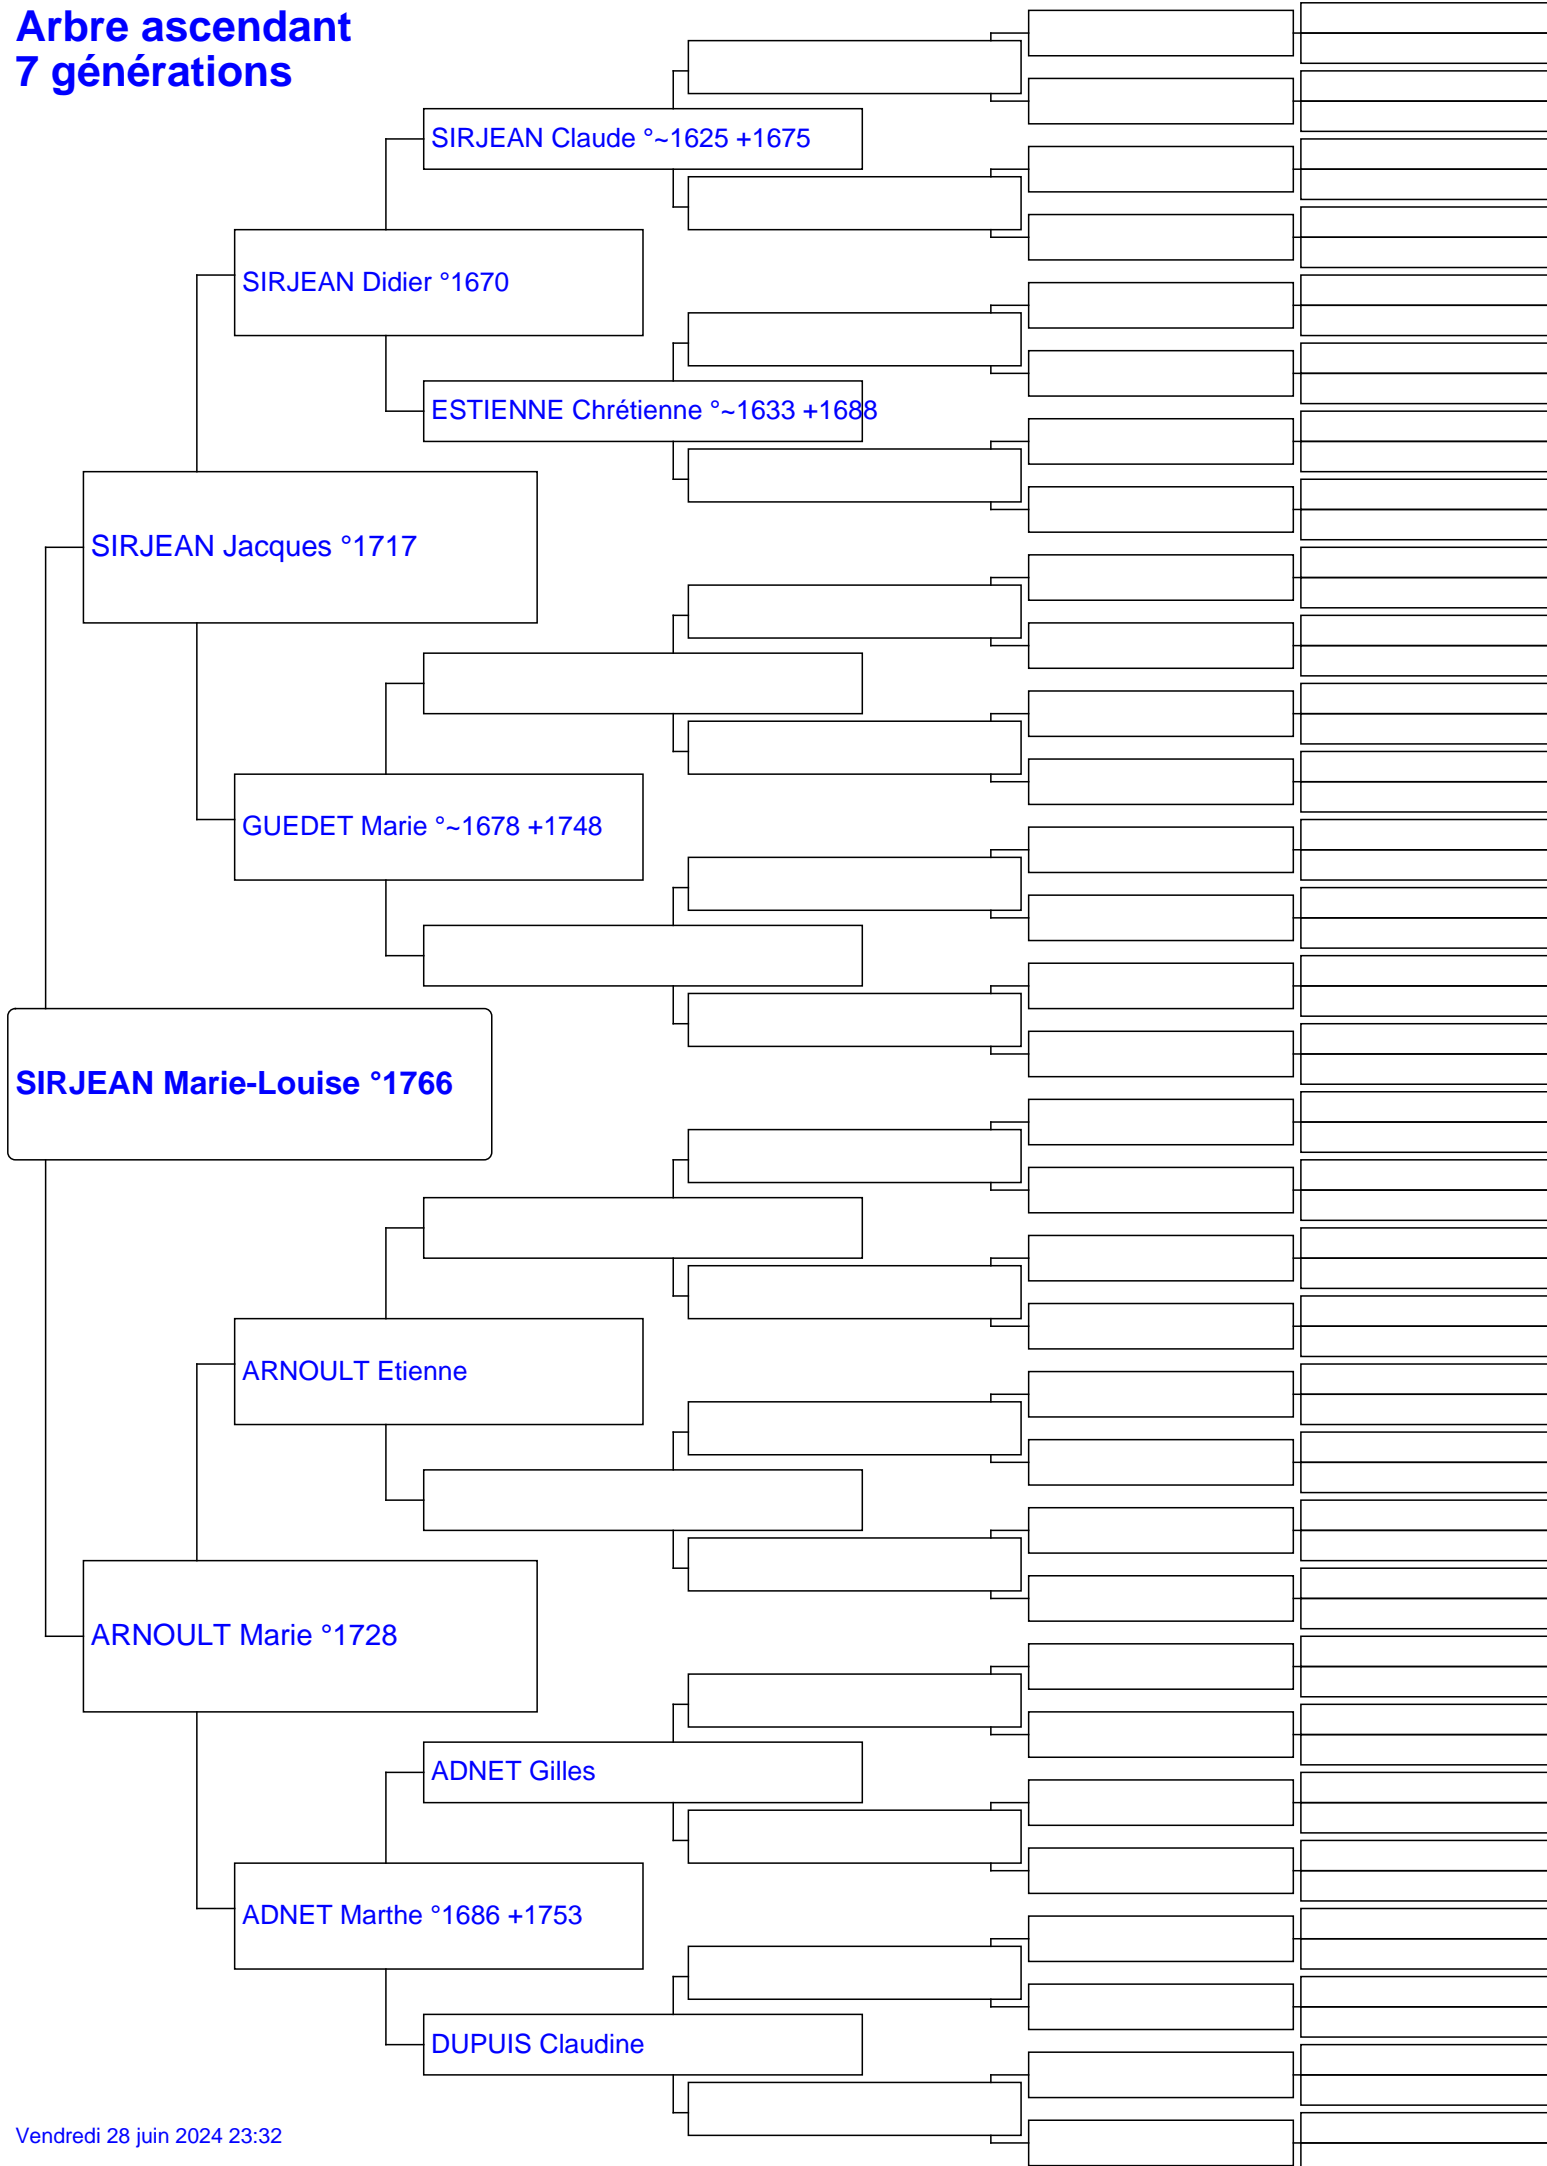 Arbre ascendant
7 générations
SIRJEAN Claude °~1625 +1675
SIRJEAN Didier °1670
ESTIENNE Chrétienne °~1633 +1688
SIRJEAN Jacques °1717
GUEDET Marie °~1678 +1748
SIRJEAN Marie-Louise °1766
ARNOULT Etienne
ARNOULT Marie °1728
ADNET Gilles
ADNET Marthe °1686 +1753
DUPUIS Claudine
Vendredi 28 juin 2024 23:32